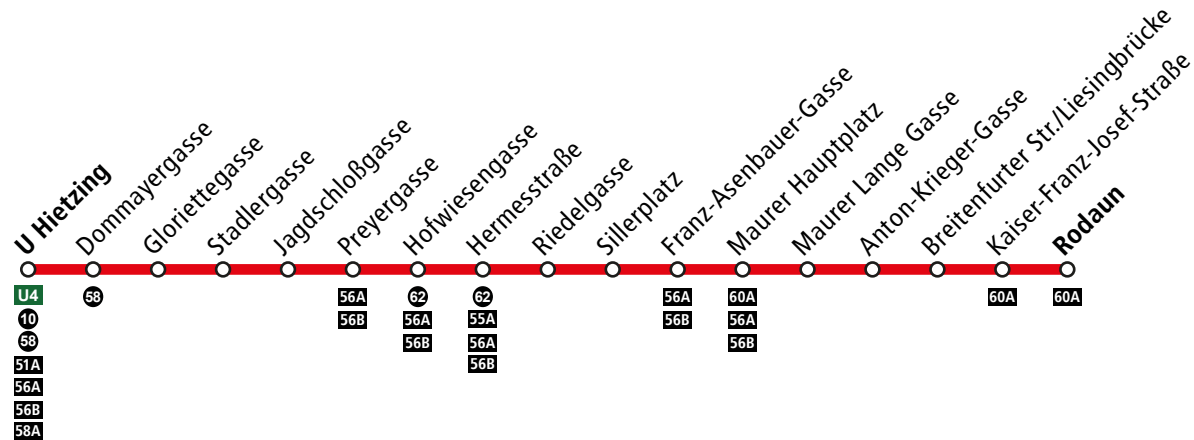 U Hietzing
Dommayergasse
Gloriettegasse
Stadlergasse
Jagdschloßgasse
Preyergasse
Hofwiesengasse
Hermesstraße
Riedelgasse
Sillerplatz
Franz-Asenbauer-Gasse
Maurer Hauptplatz
Maurer Lange Gasse
Anton-Krieger-Gasse
Breitenfurter Str./Liesingbrücke
Kaiser-Franz-Josef-Straße
Rodaun
U4
10
58
51A
56A
56B
58A
58
56A
56B
62
56A
56B
62
55A
56A
56B
56A
56B
60A
56A
56B
60A
60A